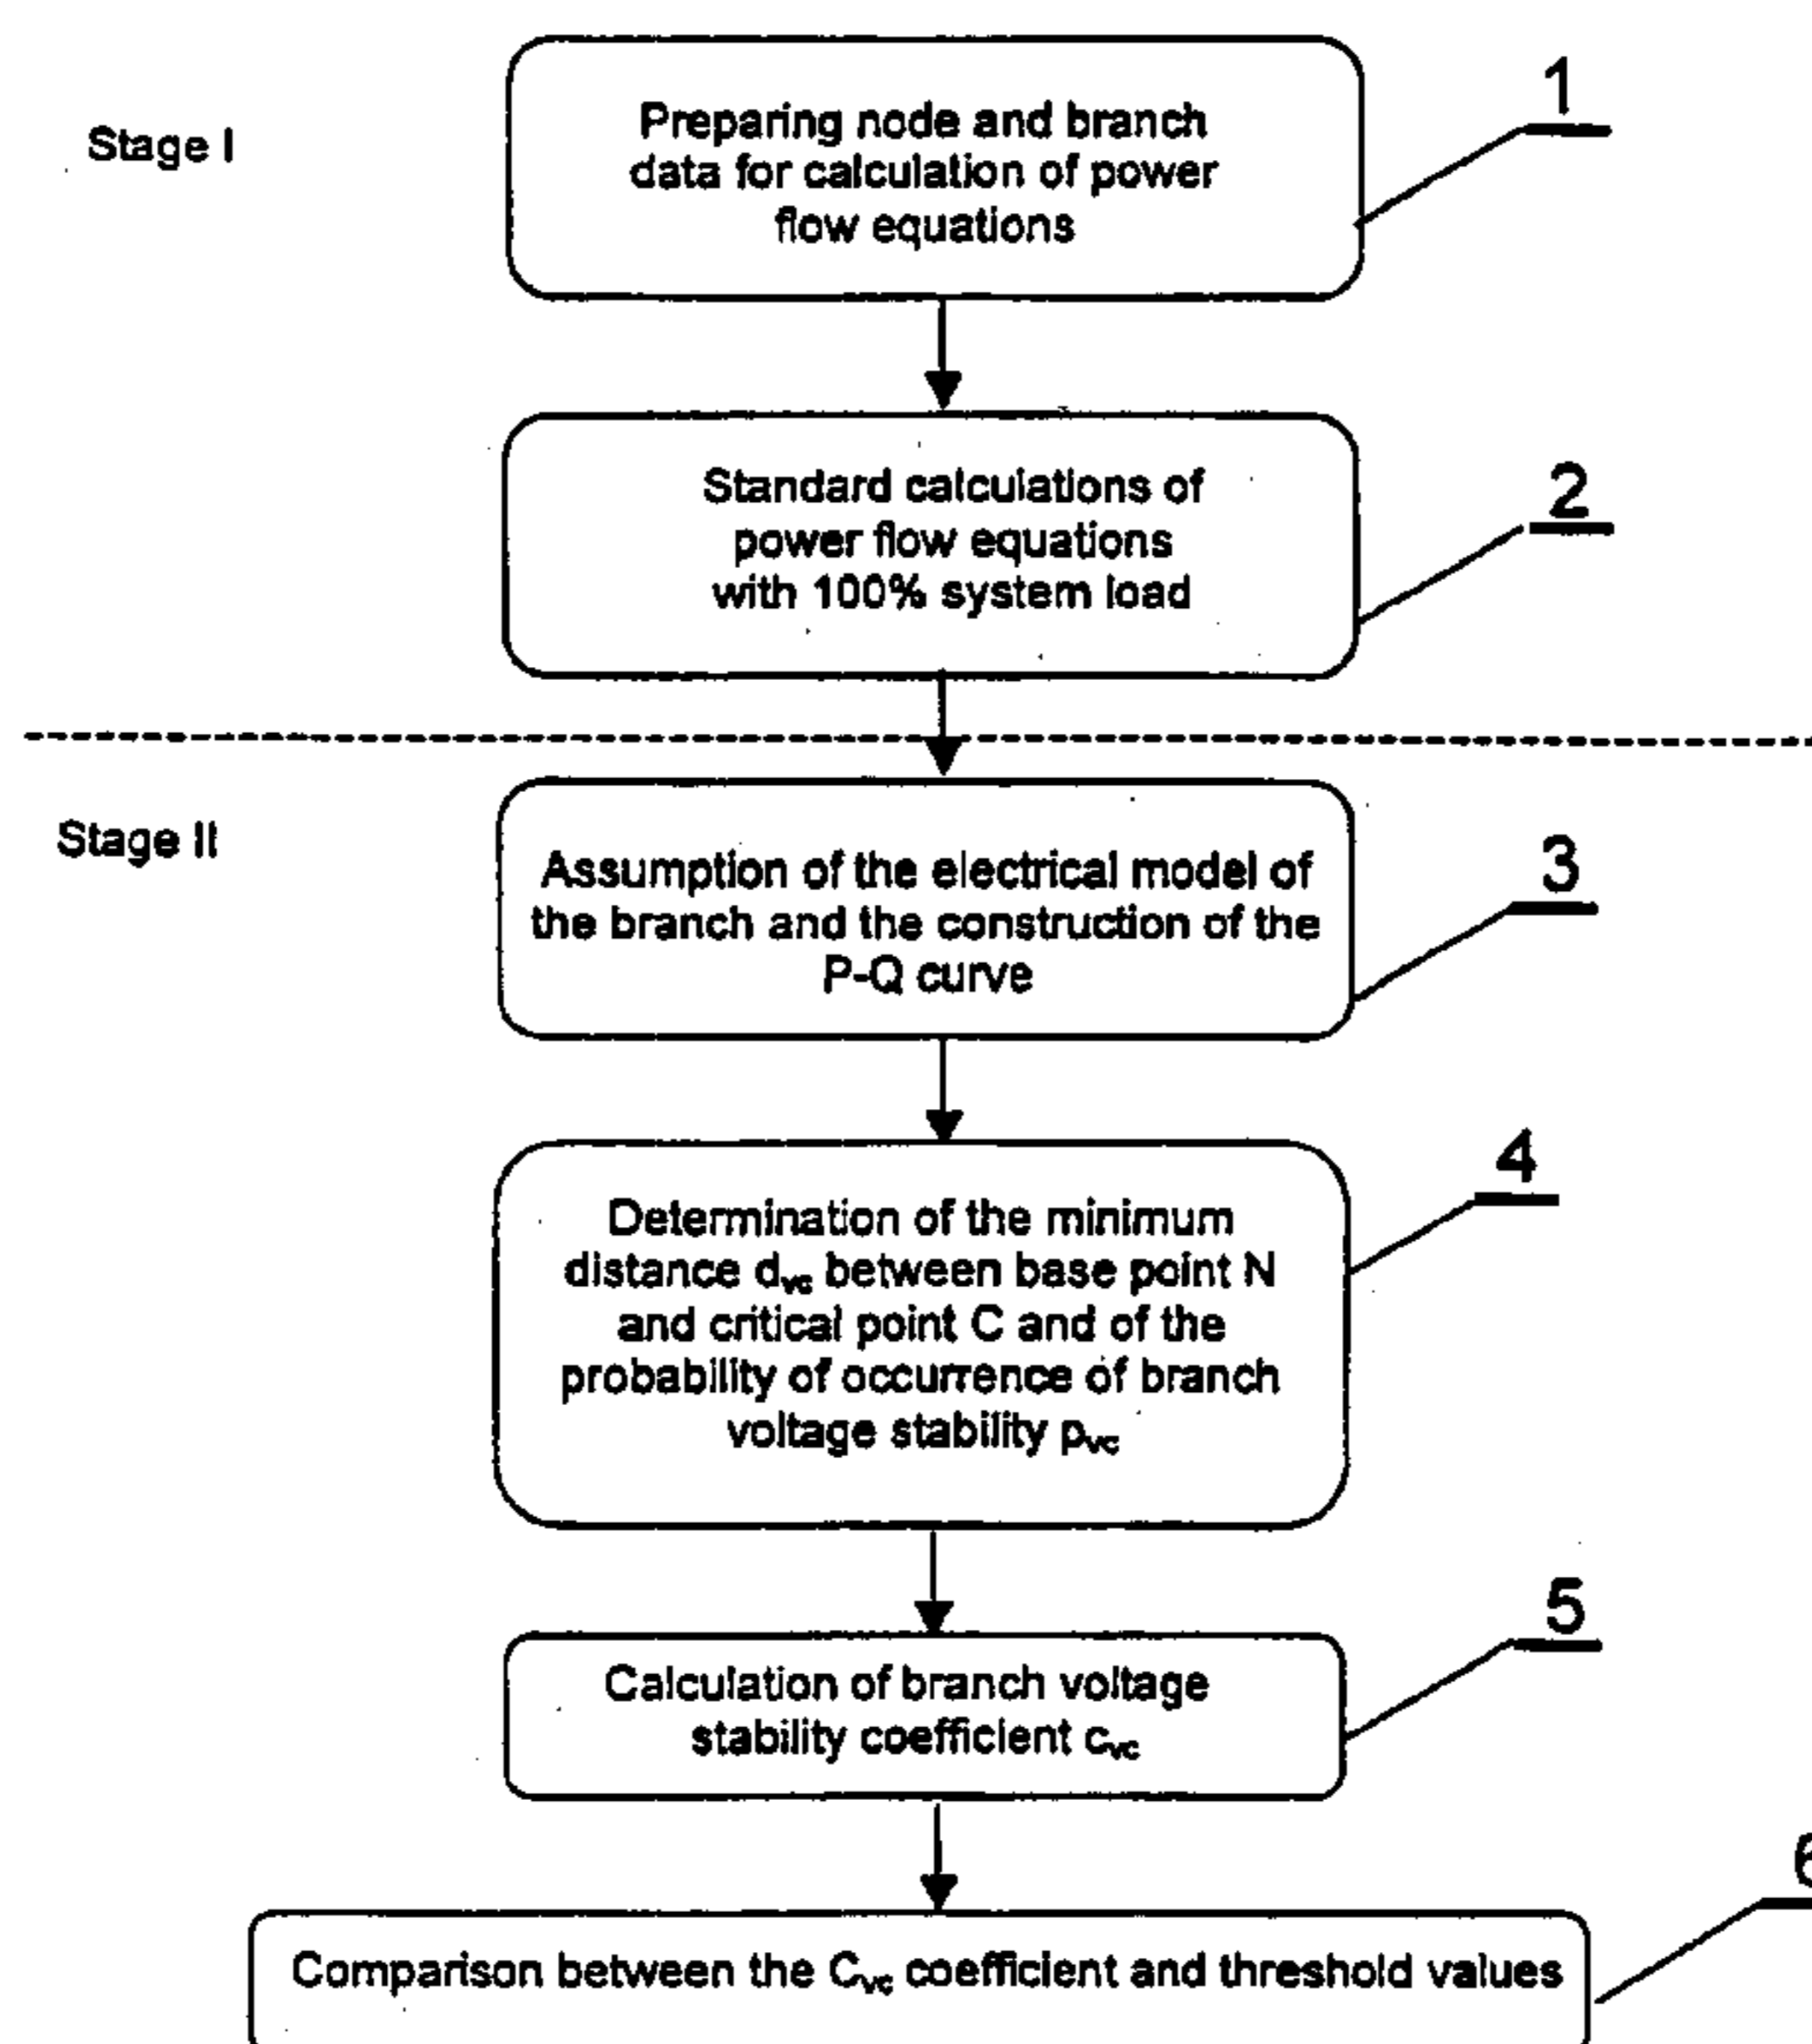 Stage I
Preparing node and branch
data for calculation of power
flow equations
1
Standard calculations of
power flow equations
with 100% system load
2
Stage II
Assumption of the electrical model of
the branch and the construction of the
P-Q curve
3
Determination of the minimum
distance dvc between base point N
and critical point C and of the
probability of occurrence of branch
voltage stability pvc
4
Calculation of branch voltage
stability coefficient cvc
5
Comparison between the Cvc coefficient and threshold values
6